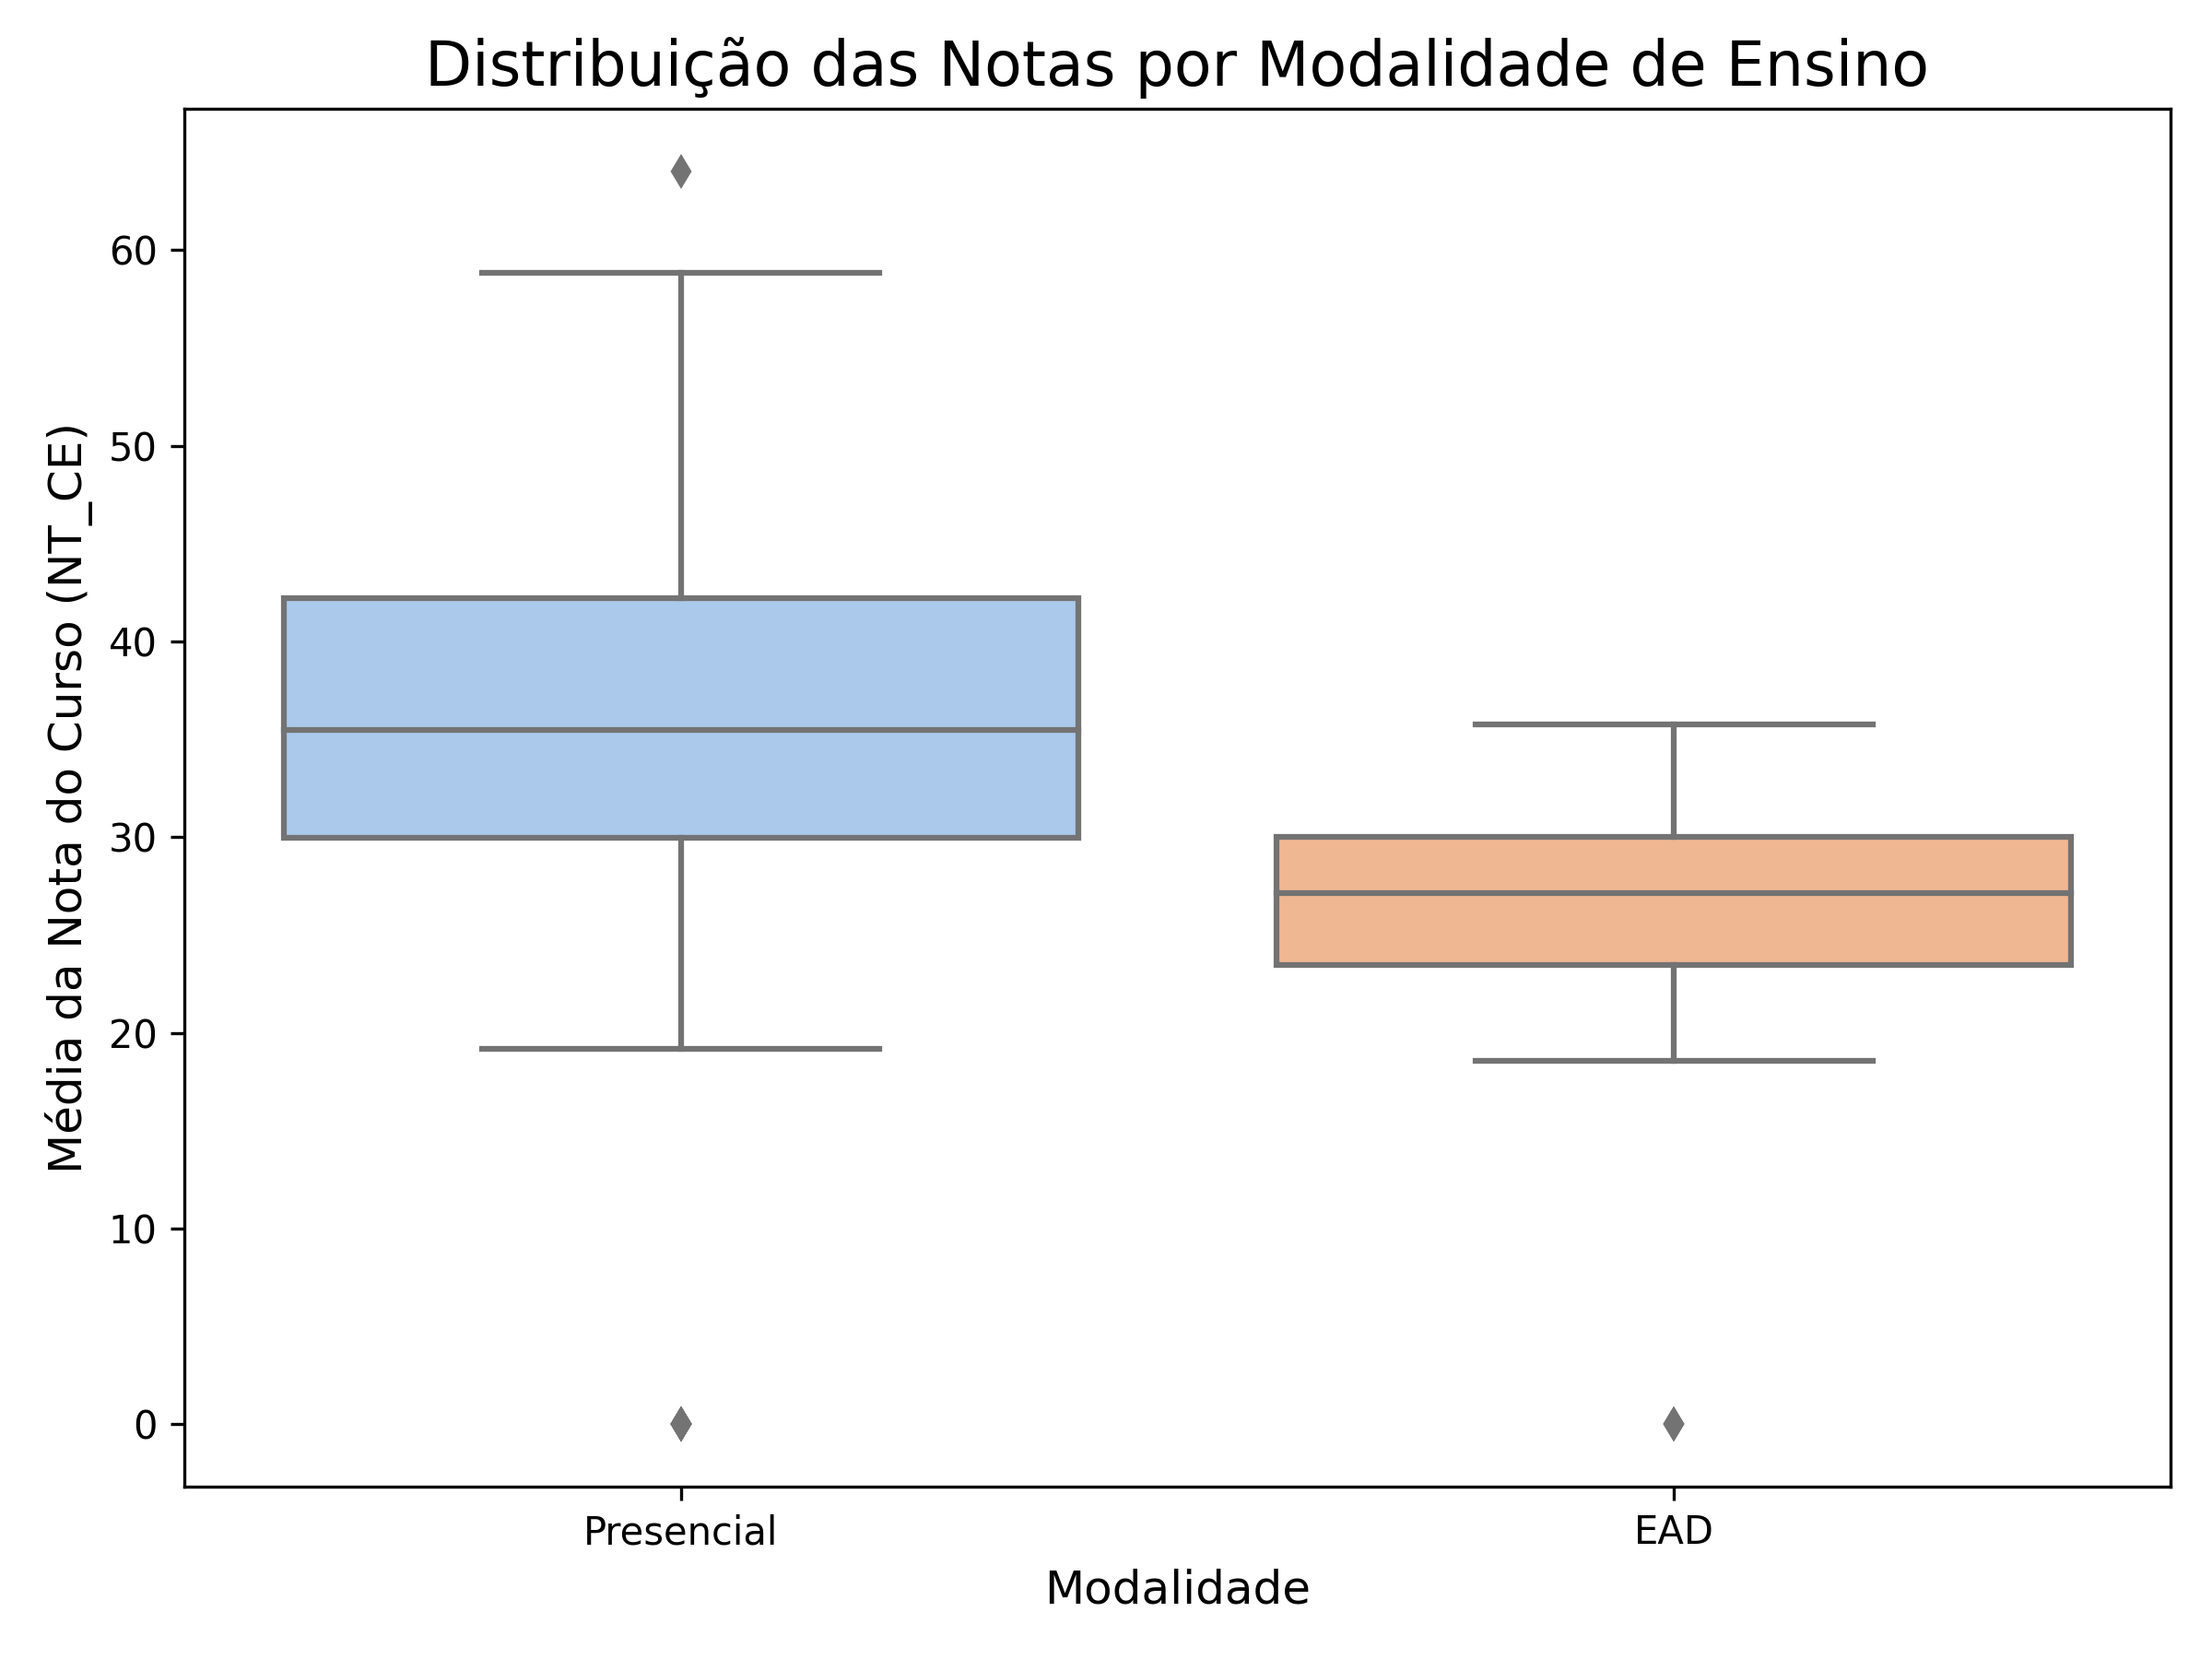 Distribuição das Notas por Modalidade de Ensino
Média da Nota do Curso (NT_CE)
60
50
40
30
20
10
0
Presencial
EAD
Modalidade